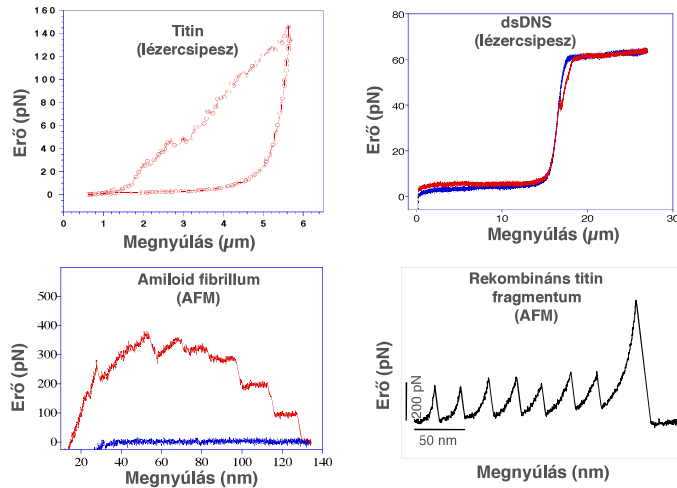 Titin
(lézercsipesz)
160
140
120
100
80
60
40
20
0
Erő (pN)
0 1 2 3 4 5 6
Megnyúlás (µm)
dsDNS
(lézercsipesz)
80
60
40
20
0
Erő (pN)
0 10 20 30
Megnyúlás (µm)
Amiloid fibrillum
(AFM)
500
400
300
200
100
0
Erő (pN)
20 40 60 80 100 120 140
Megnyúlás (nm)
Rekombináns titin
fragmentum
(AFM)
Erő (pN)
200 pN
50 nm
Megnyúlás (nm)